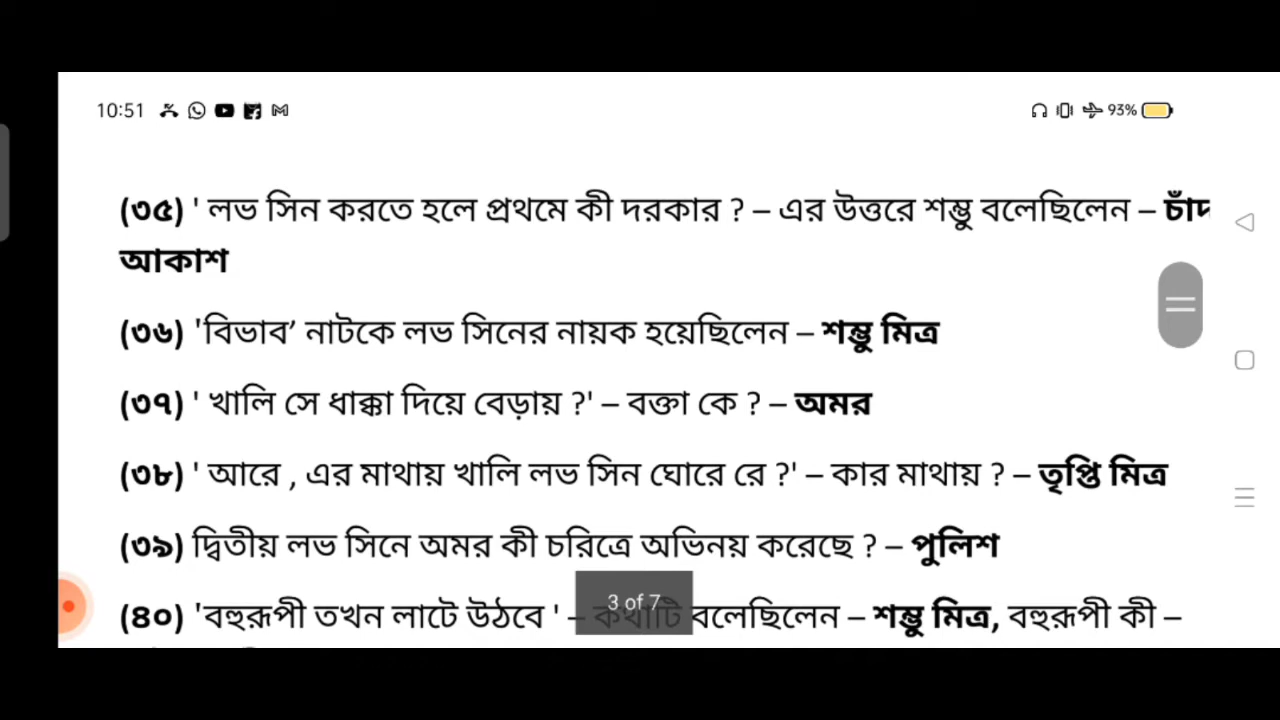 10:51
93%
(৩৫) ' লভ সিন করতে হলে প্রথমে কী দরকার ? – এর উত্তরে শম্ভু বলেছিলেন – চাঁদ
আকাশ
(৩৬) 'বিভাব’ নাটকে লভ সিনের নায়ক হয়েছিলেন – শম্ভু মিত্র
(৩৭) ' খালি সে ধাক্কা দিয়ে বেড়ায় ?' – বক্তা কে ? – অমর
(৩৮) ' আরে , এর মাথায় খালি লভ সিন ঘোরে রে ?' – কার মাথায় ? – তৃপ্তি মিত্র
(৩৯) দ্বিতীয় লভ সিনে অমর কী চরিত্রে অভিনয় করেছে ? – পুলিশ
(৪০) 'বহুরূপী তখন লাটে উঠবে ' – কথাটি বলেছিলেন – শম্ভু মিত্র, বহুরূপী কী –
3 of 7